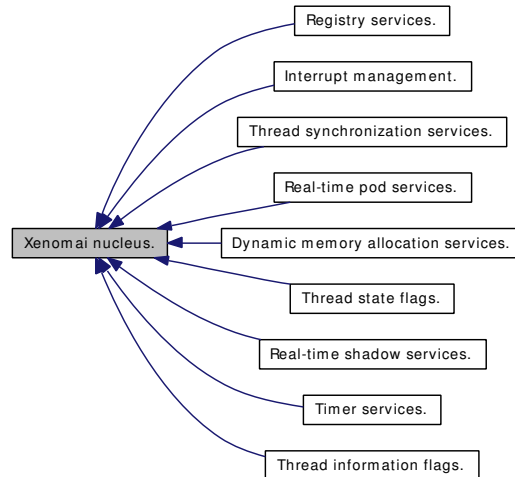 Registry services.
Interrupt management.
Thread synchronization services.
Real-time pod services.
Xenomai nucleus.
Dynamic memory allocation services.
Thread state flags.
Real-time shadow services.
Timer services.
Thread information flags.